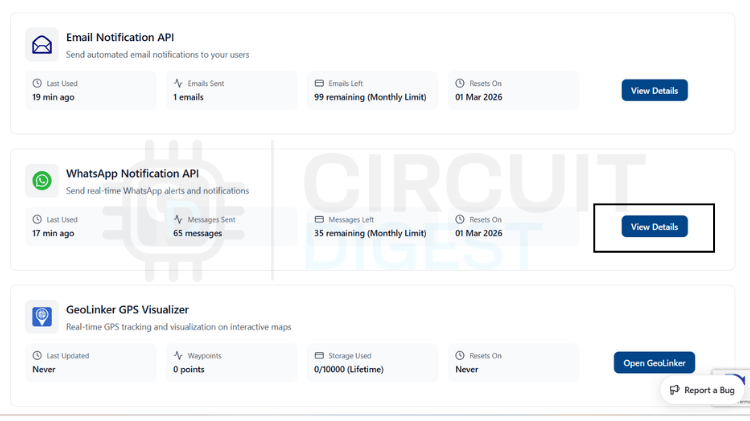 Email Notification API
Send automated email notifications to your users
Last Used
19 min ago
Emails Sent
1 emails
Emails Left
99 remaining (Monthly Limit)
Resets On
01 Mar 2026
View Details
CIRCUIT
DIGEST
WhatsApp Notification API
Send real-time WhatsApp alerts and notifications
Last Used
17 min ago
Messages Sent
65 messages
Messages Left
35 remaining (Monthly Limit)
Resets On
01 Mar 2026
View Details
GeoLinker GPS Visualizer
Real-time GPS tracking and visualization on interactive maps
Last Updated
Never
Waypoints
0 points
Storage Used
0/10000 (Lifetime)
Resets On
Never
Open GeoLinker
Report a Bug